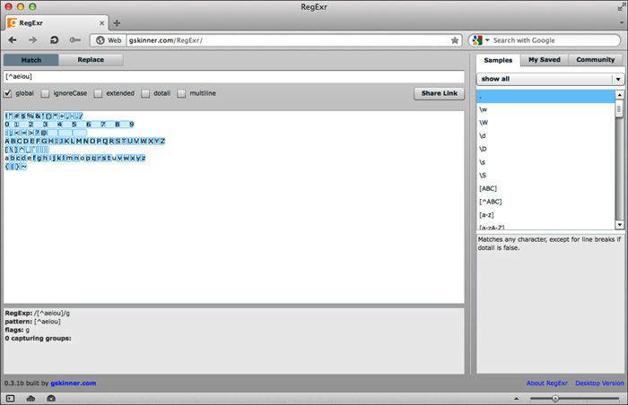 RegExr
RegExr
Web
gskinner.com/RegExr/
Search with Google
Match
Replace
Samples
My Saved
Community
[^aeiou]
show all
global
ignoreCase
extended
dotall
multiline
Share Link
.
\w
\W
\d
\D
\s
\S
[ABC]
[^ABC]
[a-z]
[a-zA-Z]
0 1 2 3 4 5 6 7 8 9
ABCDEFGHIJKLMNOPQRSTUVWXYZ
abcdefghijklmnopqrstuvwxyz
{|}~
Matches any character, except for line breaks if
dotall is false.
RegExp: /[^aeiou]/g
pattern: [^aeiou]
flags: g
0 capturing groups:
0.3.1b built by gskinner.com
About RegExr
Desktop Version